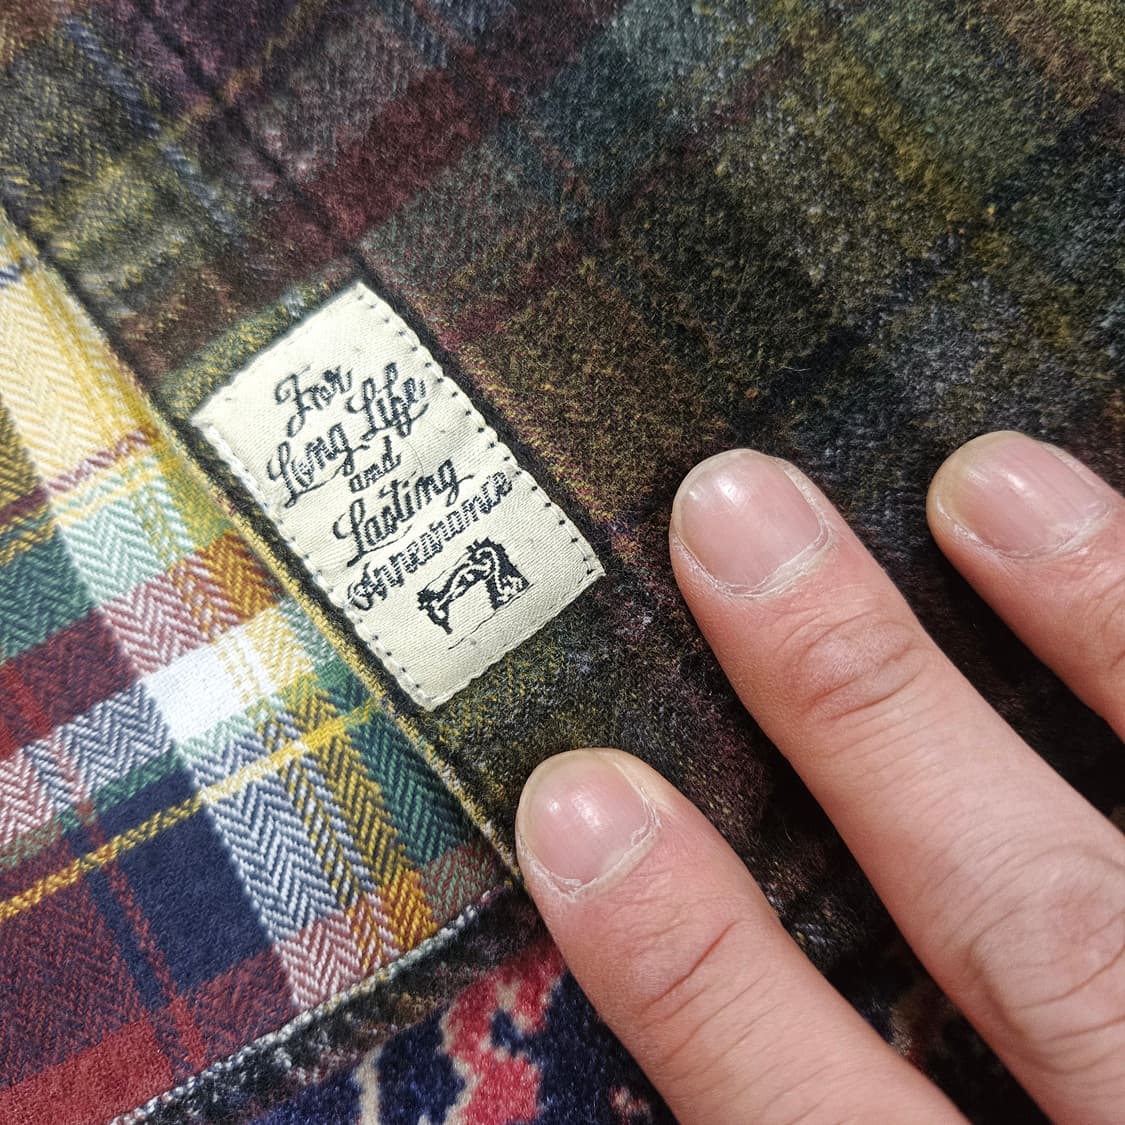 For
Long Life
and
Lasting
Appearance